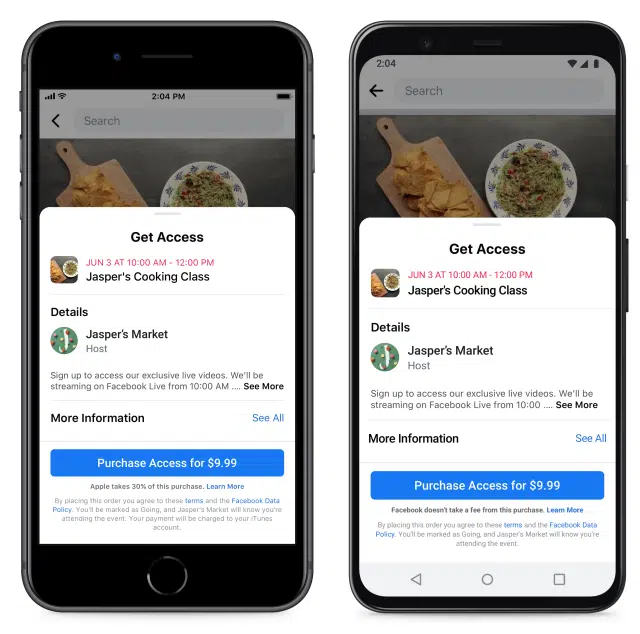 2:04 PM
Search
Get Access
JUN 3 AT 10:00 AM - 12:00 PM
Jasper's Cooking Class
Details
Jasper's Market
Host
Sign up to access our exclusive live videos. We'll be
streaming on Facebook Live from 10:00 AM .... See More
More Information
See All
Purchase Access for $9.99
Apple takes 30% of this purchase. Learn More
By placing this order you agree to these terms and the Facebook Data
Policy. You'll be marked as Going, and Jasper's Market will know you're
attending the event. Your payment will be charged to your iTunes
account.
2:04
Search
Get Access
JUN 3 AT 10:00 AM - 12:00 PM
Jasper's Cooking Class
Details
Jasper's Market
Host
Sign up to access our exclusive live videos. We'll be
streaming on Facebook Live from 10:00 .... See More
More Information
See All
Purchase Access for $9.99
Facebook doesn't take a fee from this purchase. Learn More
By placing this order you agree to these terms and the Facebook Data
Policy. You'll be marked as Going, and Jasper's Market will know you're
attending the event.